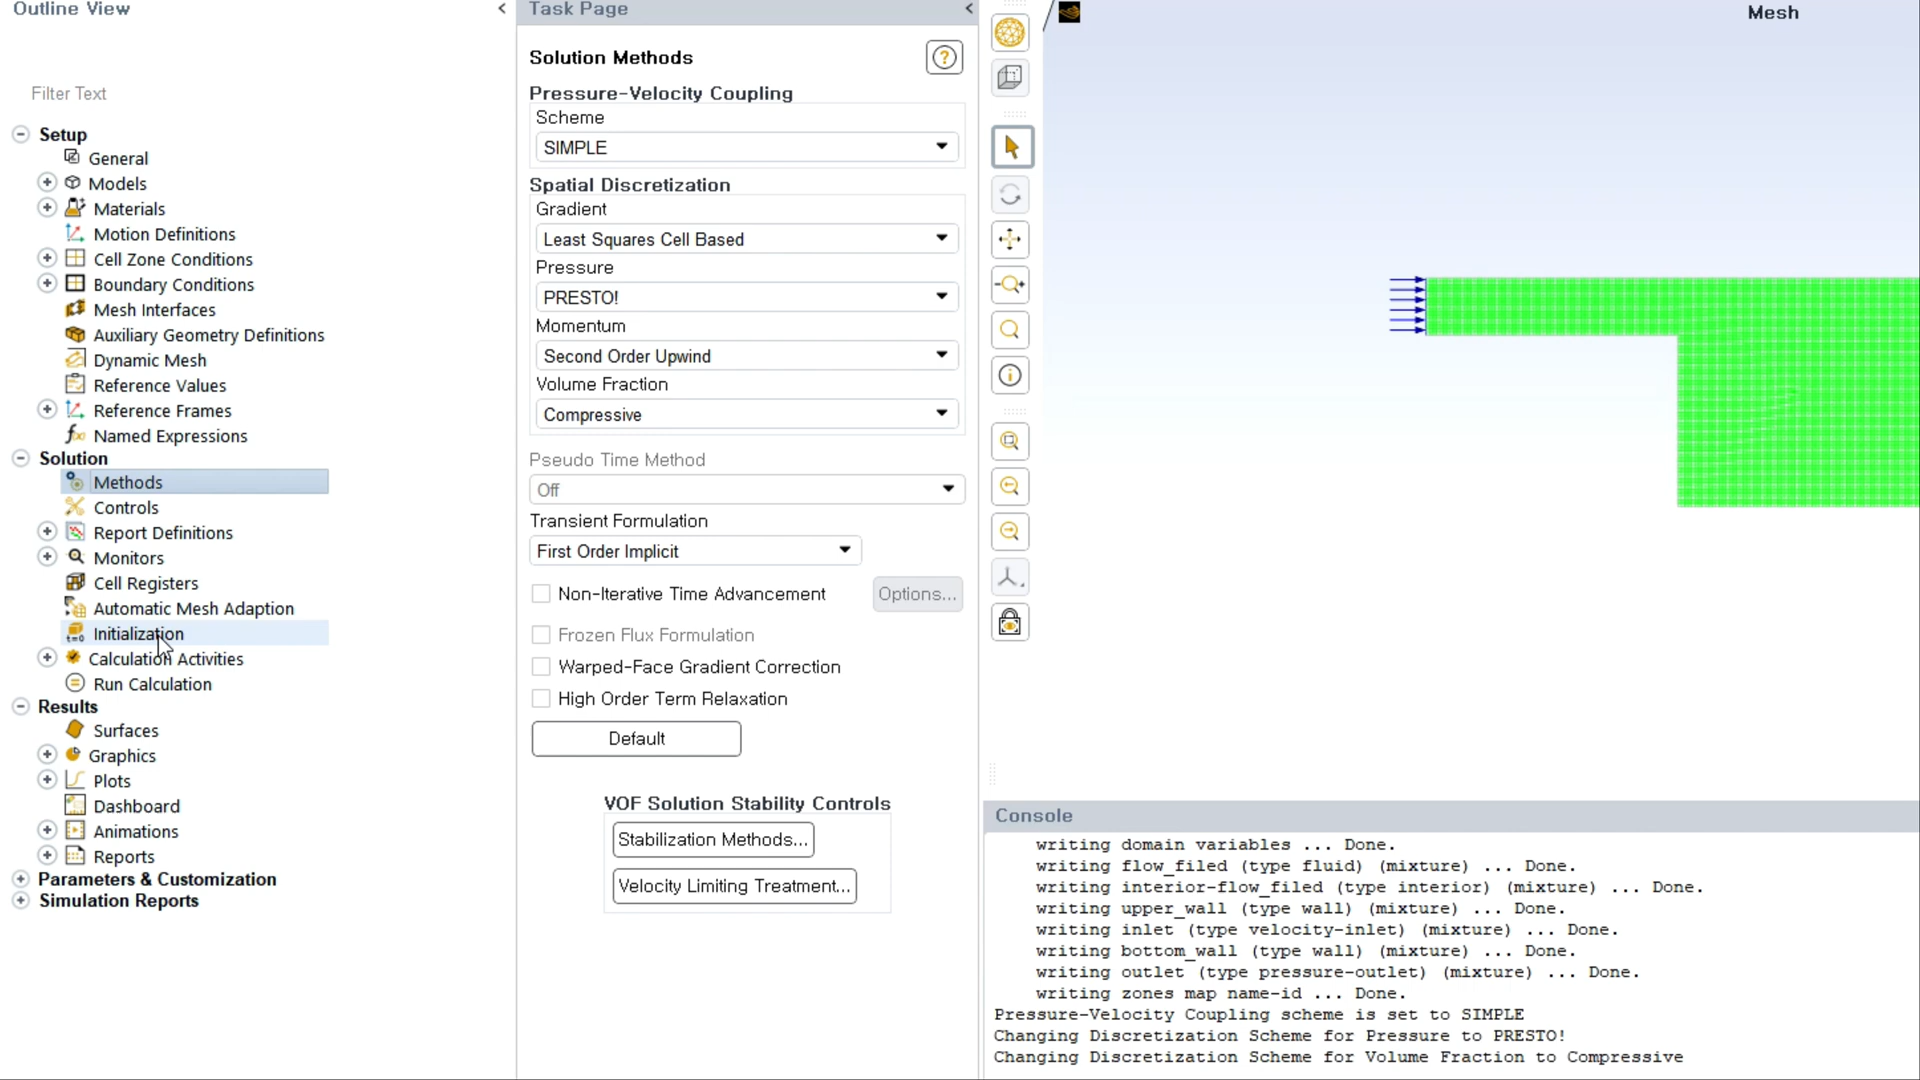 Outline View
Filter Text
Setup
General
Models
Materials
Motion Definitions
Cell Zone Conditions
Boundary Conditions
Mesh Interfaces
Auxiliary Geometry Definitions
Dynamic Mesh
Reference Values
Reference Frames
Named Expressions
Solution
Methods
Controls
Report Definitions
Monitors
Cell Registers
Automatic Mesh Adaption
Initialization
Calculation Activities
Run Calculation
Results
Surfaces
Graphics
Plots
Dashboard
Animations
Reports
Parameters & Customization
Simulation Reports
Task Page
Solution Methods
Pressure-Velocity Coupling
Scheme
SIMPLE
Spatial Discretization
Gradient
Least Squares Cell Based
Pressure
PRESTO!
Momentum
Second Order Upwind
Volume Fraction
Compressive
Pseudo Time Method
Off
Transient Formulation
First Order Implicit
Non-Iterative Time Advancement
Options...
Frozen Flux Formulation
Warped-Face Gradient Correction
High Order Term Relaxation
Default
VOF Solution Stability Controls
Stabilization Methods...
Velocity Limiting Treatment...
Mesh
Console
writing domain variables ... Done.
writing flow_filed (type fluid) (mixture) ... Done.
writing interior-flow_filed (type interior) (mixture) ... Done.
writing upper_wall (type wall) (mixture) ... Done.
writing inlet (type velocity-inlet) (mixture) ... Done.
writing bottom_wall (type wall) (mixture) ... Done.
writing outlet (type pressure-outlet) (mixture) ... Done.
writing zones map name-id ... Done.
Pressure-Velocity Coupling scheme is set to SIMPLE
Changing Discretization Scheme for Pressure to PRESTO!
Changing Discretization Scheme for Volume Fraction to Compressive